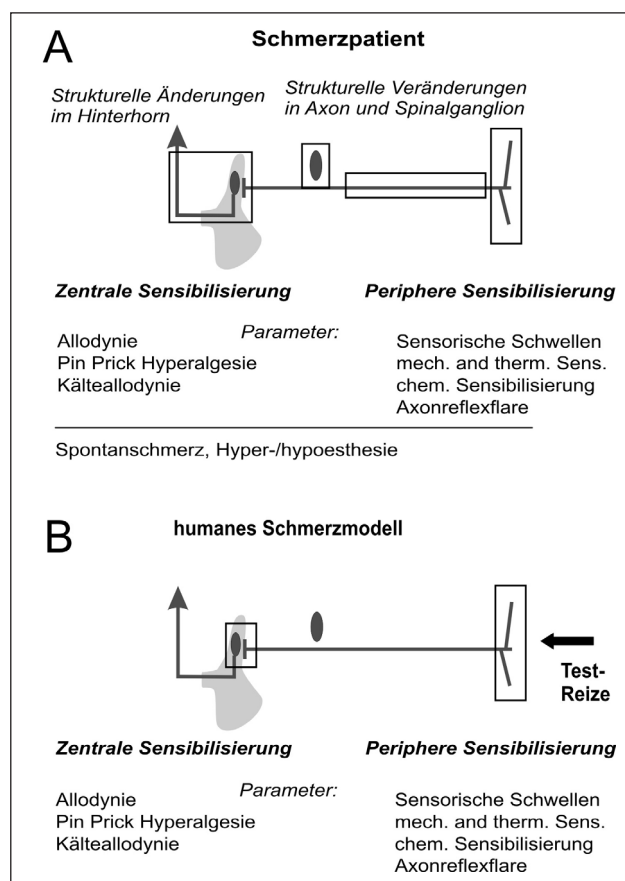 A
Schmerzpatient
Strukturelle Änderungen
im Hinterhorn
Strukturelle Veränderungen
in Axon und Spinalganglion
Zentrale Sensibilisierung
Periphere Sensibilisierung
Parameter:
Allodynie
Pin Prick Hyperalgesie
Kälteallodynie
Sensorische Schwellen
mech. and therm. Sens.
chem. Sensibilisierung
Axonreflexflare
Spontanschmerz, Hyper-/hypoesthesie
B
humanes Schmerzmodell
Test-
Reize
Zentrale Sensibilisierung
Periphere Sensibilisierung
Parameter:
Allodynie
Pin Prick Hyperalgesie
Kälteallodynie
Sensorische Schwellen
mech. and therm. Sens.
chem. Sensibilisierung
Axonreflexflare